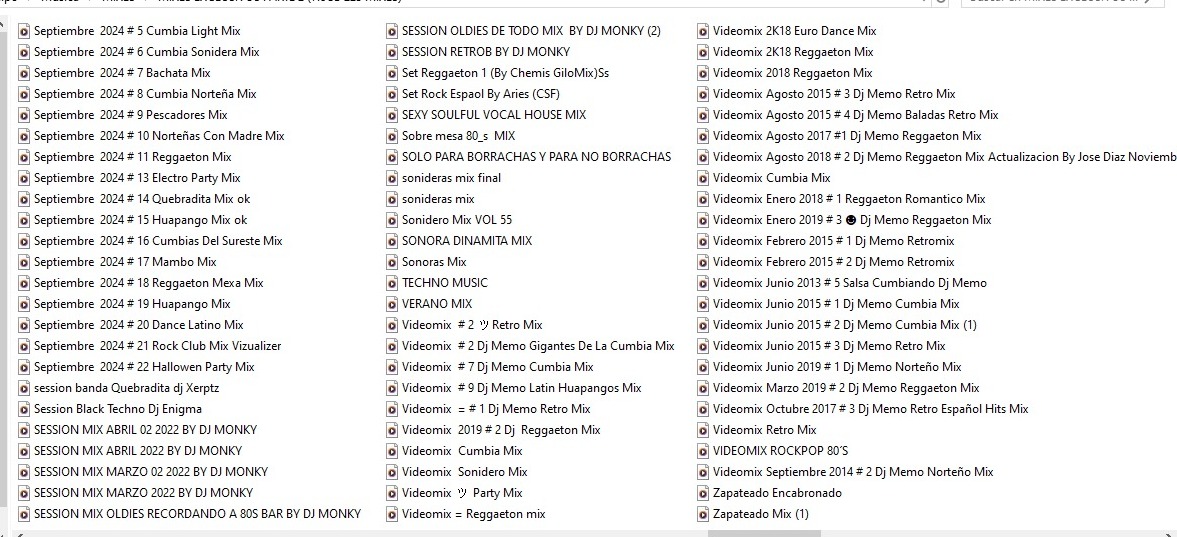 Septiembre  2024 # 5 Cumbia Light Mix
Septiembre  2024 # 6 Cumbia Sonidera Mix
Septiembre  2024 # 7 Bachata Mix
Septiembre  2024 # 8 Cumbia Norteña Mix
Septiembre  2024 # 9 Pescadores Mix
Septiembre  2024 # 10 Norteñas Con Madre Mix
Septiembre  2024 # 11 Reggaeton Mix
Septiembre  2024 # 13 Electro Party Mix
Septiembre  2024 # 14 Quebradita Mix ok
Septiembre  2024 # 15 Huapango Mix ok
Septiembre  2024 # 16 Cumbias Del Sureste Mix
Septiembre  2024 # 17 Mambo Mix
Septiembre  2024 # 18 Reggaeton Mexa Mix
Septiembre  2024 # 19 Huapango Mix
Septiembre  2024 # 20 Dance Latino Mix
Septiembre  2024 # 21 Rock Club Mix Vizualizer
Septiembre  2024 # 22 Hallowen Party Mix
session banda Quebradita dj Xerptz
Session Black Techno Dj Enigma
SESSION MIX ABRIL 02 2022 BY DJ MONKY
SESSION MIX ABRIL 2022 BY DJ MONKY
SESSION MIX MARZO 02 2022 BY DJ MONKY
SESSION MIX MARZO 2022 BY DJ MONKY
SESSION MIX OLDIES RECORDANDO A 80S BAR BY DJ MONKY
SESSION OLDIES DE TODO MIX  BY DJ MONKY (2)
SESSION RETROB BY DJ MONKY
Set Reggaeton 1 (By Chemis GiloMix)Ss
Set Rock Espaol By Aries (CSF)
SEXY SOULFUL VOCAL HOUSE MIX
Sobre mesa 80_s  MIX
SOLO PARA BORRACHAS Y PARA NO BORRACHAS
sonideras mix final
sonideras mix
Sonidero Mix VOL 55
SONORA DINAMITA MIX
Sonoras Mix
TECHNO MUSIC
VERANO MIX
Videomix  # 2 ツ Retro Mix
Videomix  # 2 Dj Memo Gigantes De La Cumbia Mix
Videomix  # 7 Dj Memo Cumbia Mix
Videomix  # 9 Dj Memo Latin Huapangos Mix
Videomix  = # 1 Dj Memo Retro Mix
Videomix  2019 # 2 Dj  Reggaeton Mix
Videomix  Cumbia Mix
Videomix  Sonidero Mix
Videomix  ツ Party Mix
Videomix = Reggaeton mix
Videomix 2K18 Euro Dance Mix
Videomix 2K18 Reggaeton Mix
Videomix 2018 Reggaeton Mix
Videomix Agosto 2015 # 3 Dj Memo Retro Mix
Videomix Agosto 2015 # 4 Dj Memo Baladas Retro Mix
Videomix Agosto 2017 #1 Dj Memo Reggaeton Mix
Videomix Agosto 2018 # 2 Dj Memo Reggaeton Mix Actualizacion By Jose Diaz Noviemb
Videomix Cumbia Mix
Videomix Enero 2018 # 1 Reggaeton Romantico Mix
Videomix Enero 2019 # 3 ☻ Dj Memo Reggaeton Mix
Videomix Febrero 2015 # 1 Dj Memo Retromix
Videomix Febrero 2015 # 2 Dj Memo Retromix
Videomix Junio 2013 # 5 Salsa Cumbiando Dj Memo
Videomix Junio 2015 # 1 Dj Memo Cumbia Mix
Videomix Junio 2015 # 2 Dj Memo Cumbia Mix (1)
Videomix Junio 2015 # 3 Dj Memo Retro Mix
Videomix Junio 2019 # 1 Dj Memo Norteño Mix
Videomix Marzo 2019 # 2 Dj Memo Reggaeton Mix
Videomix Octubre 2017 # 3 Dj Memo Retro Español Hits Mix
Videomix Retro Mix
VIDEOMIX ROCKPOP 80´S
Videomix Septiembre 2014 # 2 Dj Memo Norteño Mix
Zapateado Encabronado
Zapateado Mix (1)